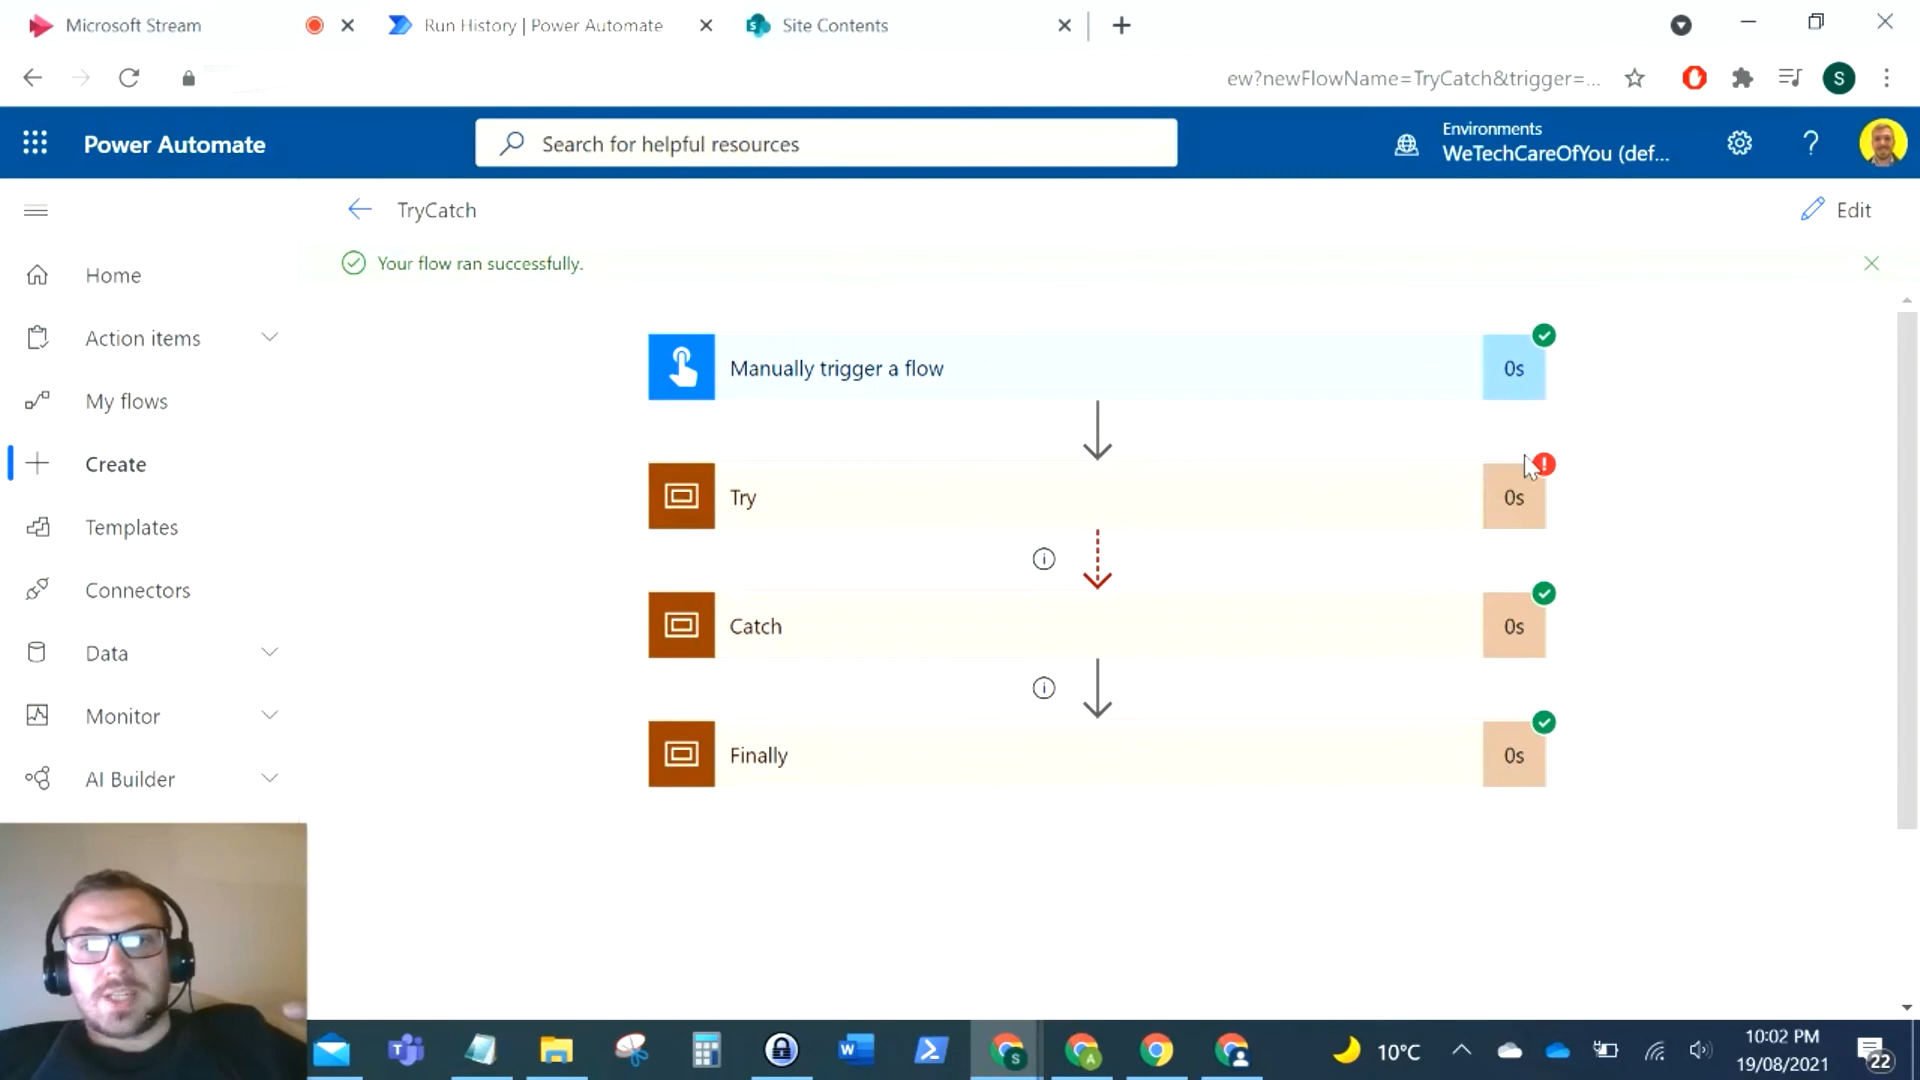 Microsoft Stream
Run History | Power Automate
Site Contents
ew?newFlowName=TryCatch&trigger=...
S
Power Automate
Search for helpful resources
Environments
WeTechCareOfYou (def...
TryCatch
Edit
Your flow ran successfully.
Home
Action items
My flows
Create
Templates
Connectors
Data
Monitor
AI Builder
Manually trigger a flow
0s
Try
0s
Catch
0s
Finally
0s
10°C
10:02 PM
19/08/2021
22